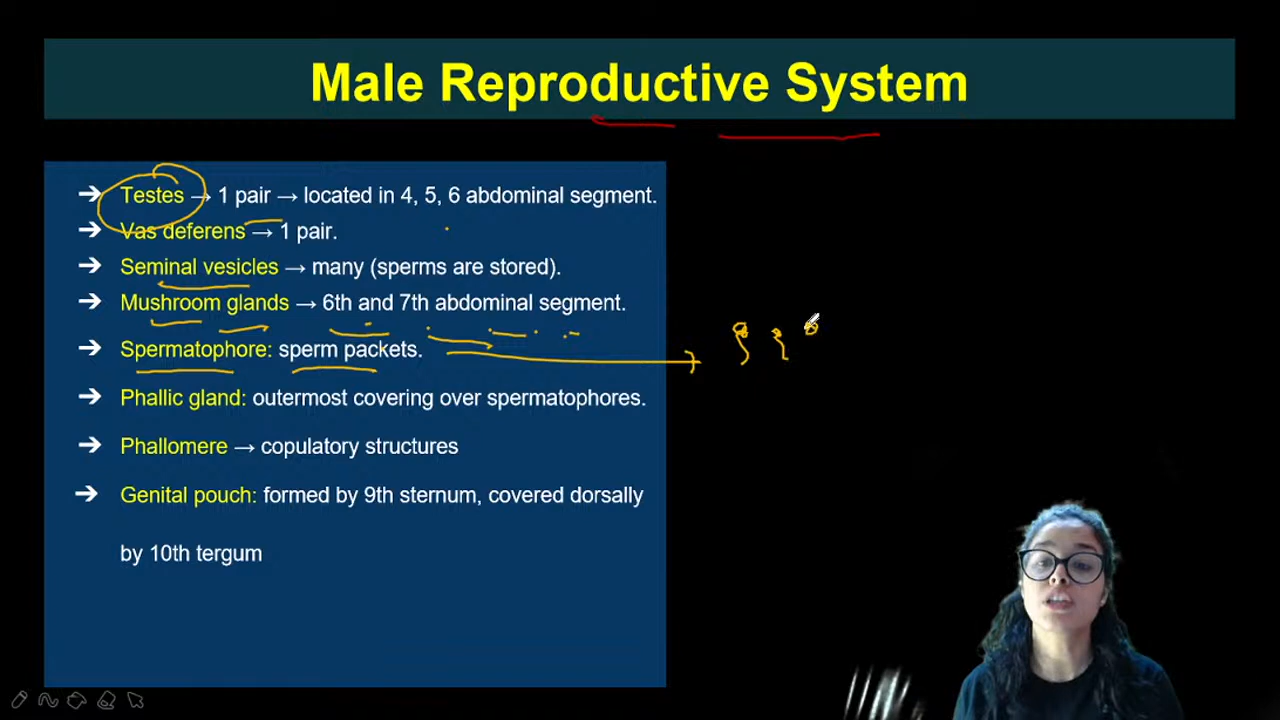 Male Reproductive System
➔ Testes → 1 pair → located in 4, 5, 6 abdominal segment.
➔ Vas deferens → 1 pair.
➔ Seminal vesicles → many (sperms are stored).
➔ Mushroom glands → 6th and 7th abdominal segment.
➔ Spermatophore: sperm packets.
➔ Phallic gland: outermost covering over spermatophores.
➔ Phallomere → copulatory structures
➔ Genital pouch: formed by 9th sternum, covered dorsally
by 10th tergum